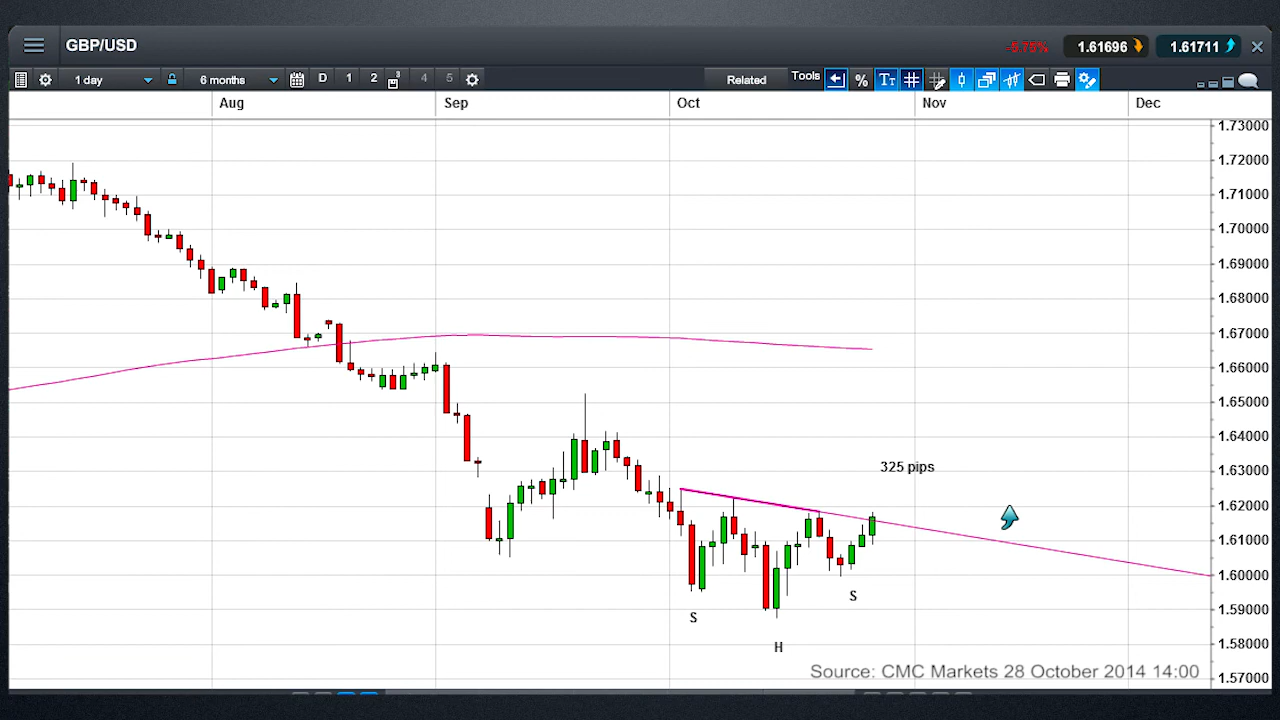 GBP/USD
-5.75%
1.61696
1.61711
1 day
6 months
D
1
2
3
4
5
Related
Tools
%
Aug
Sep
Oct
Nov
Dec
1.73000
1.72000
1.71000
1.70000
1.69000
1.68000
1.67000
1.66000
1.65000
1.64000
1.63000
1.62000
1.61000
1.60000
1.59000
1.58000
1.57000
325 pips
S
S
H
Source: CMC Markets 28 October 2014 14:00